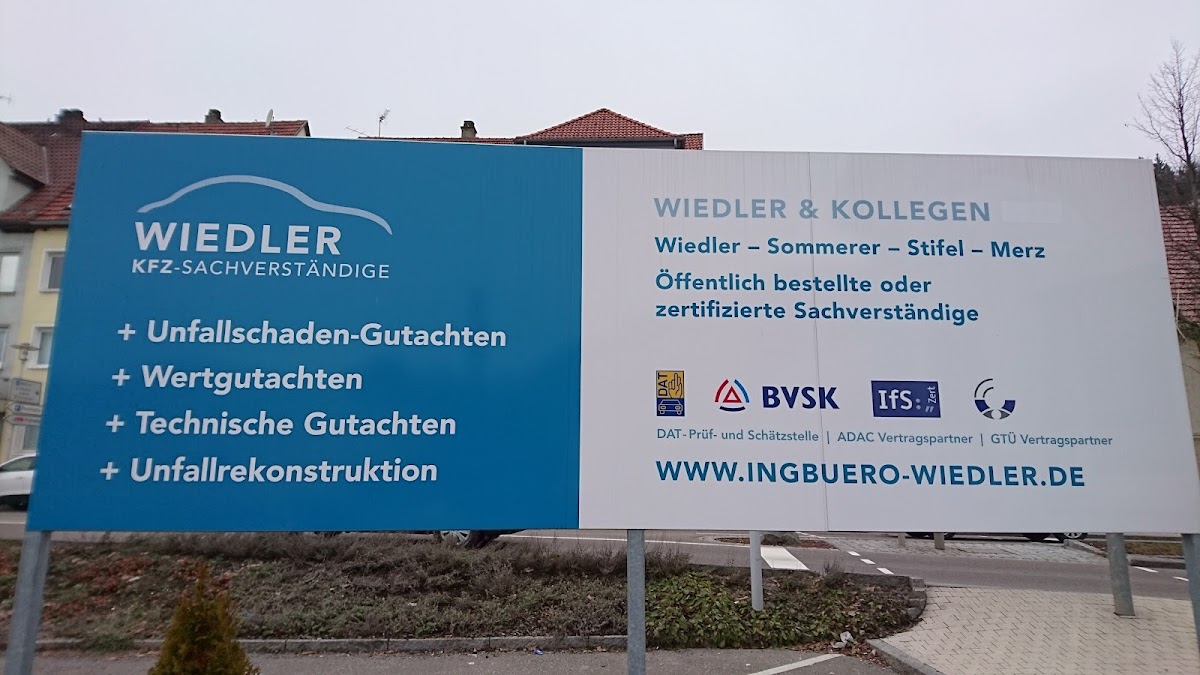 WIEDLER
KFZ-SACHVERSTÄNDIGE
+ Unfallschaden-Gutachten
+ Wertgutachten
+ Technische Gutachten
+ Unfallrekonstruktion
WIEDLER & KOLLEGEN
Wiedler – Sommerer – Stifel – Merz
Öffentlich bestellte oder
zertifizierte Sachverständige
DAT BVSK IfS: Zert
DAT-Prüf- und Schätzstelle | ADAC Vertragspartner | GTÜ Vertragspartner
WWW.INGBUERO-WIEDLER.DE